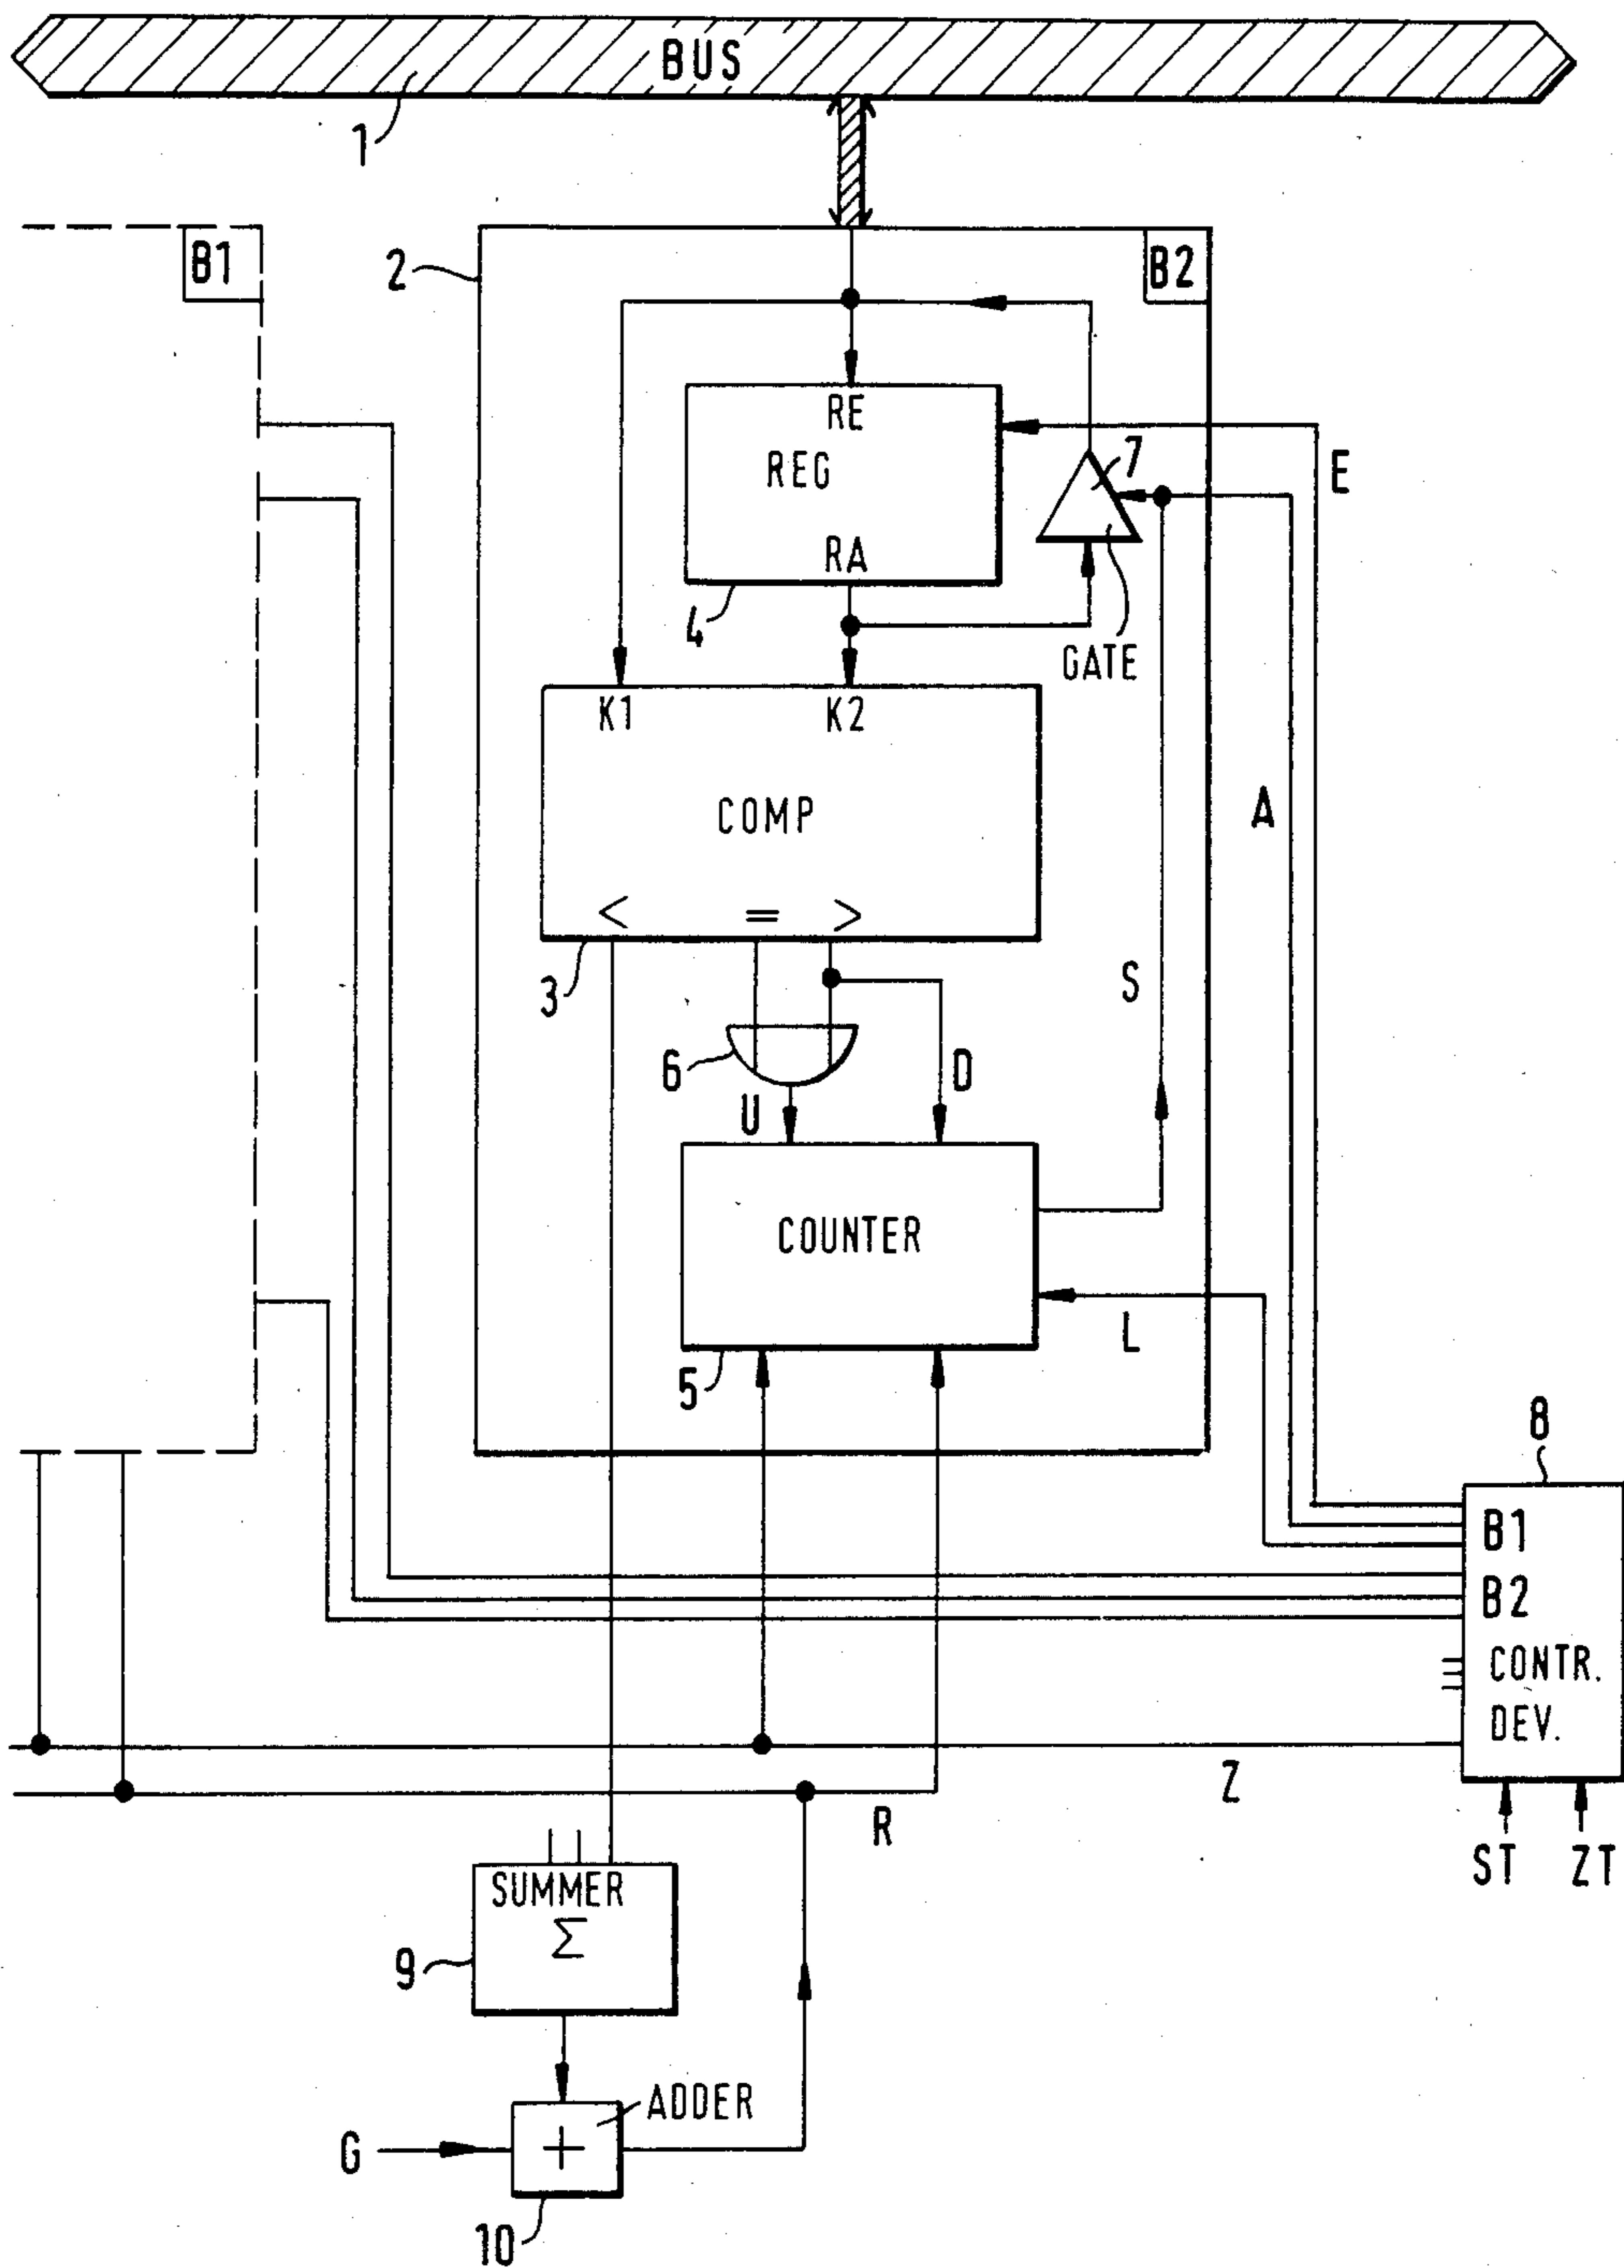 BUS
1
B1
2
B2
RE
REG
RA
4
7
GATE
E
K1
K2
COMP
< = >
3
A
S
6
U
D
COUNTER
5
L
8
B1
B2
CONTR.
DEV.
Z
R
ST
ZT
SUMMER
Σ
9
ADDER
G
+
10